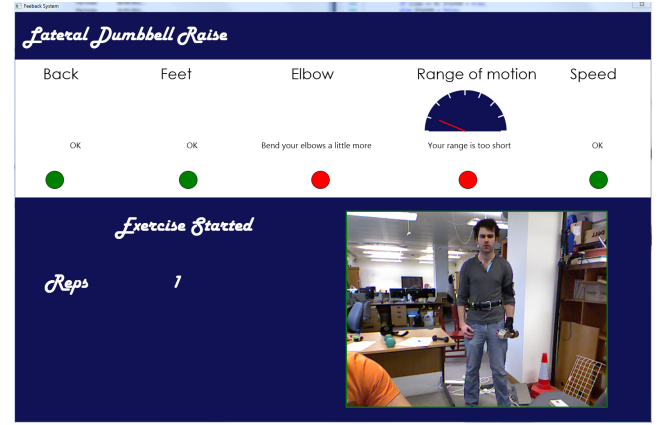 Feeback System
Lateral Dumbbell Raise
Back Feet Elbow Range of motion Speed
OK OK Bend your elbows a little more Your range is too short OK
Exercise Started
Reps 1